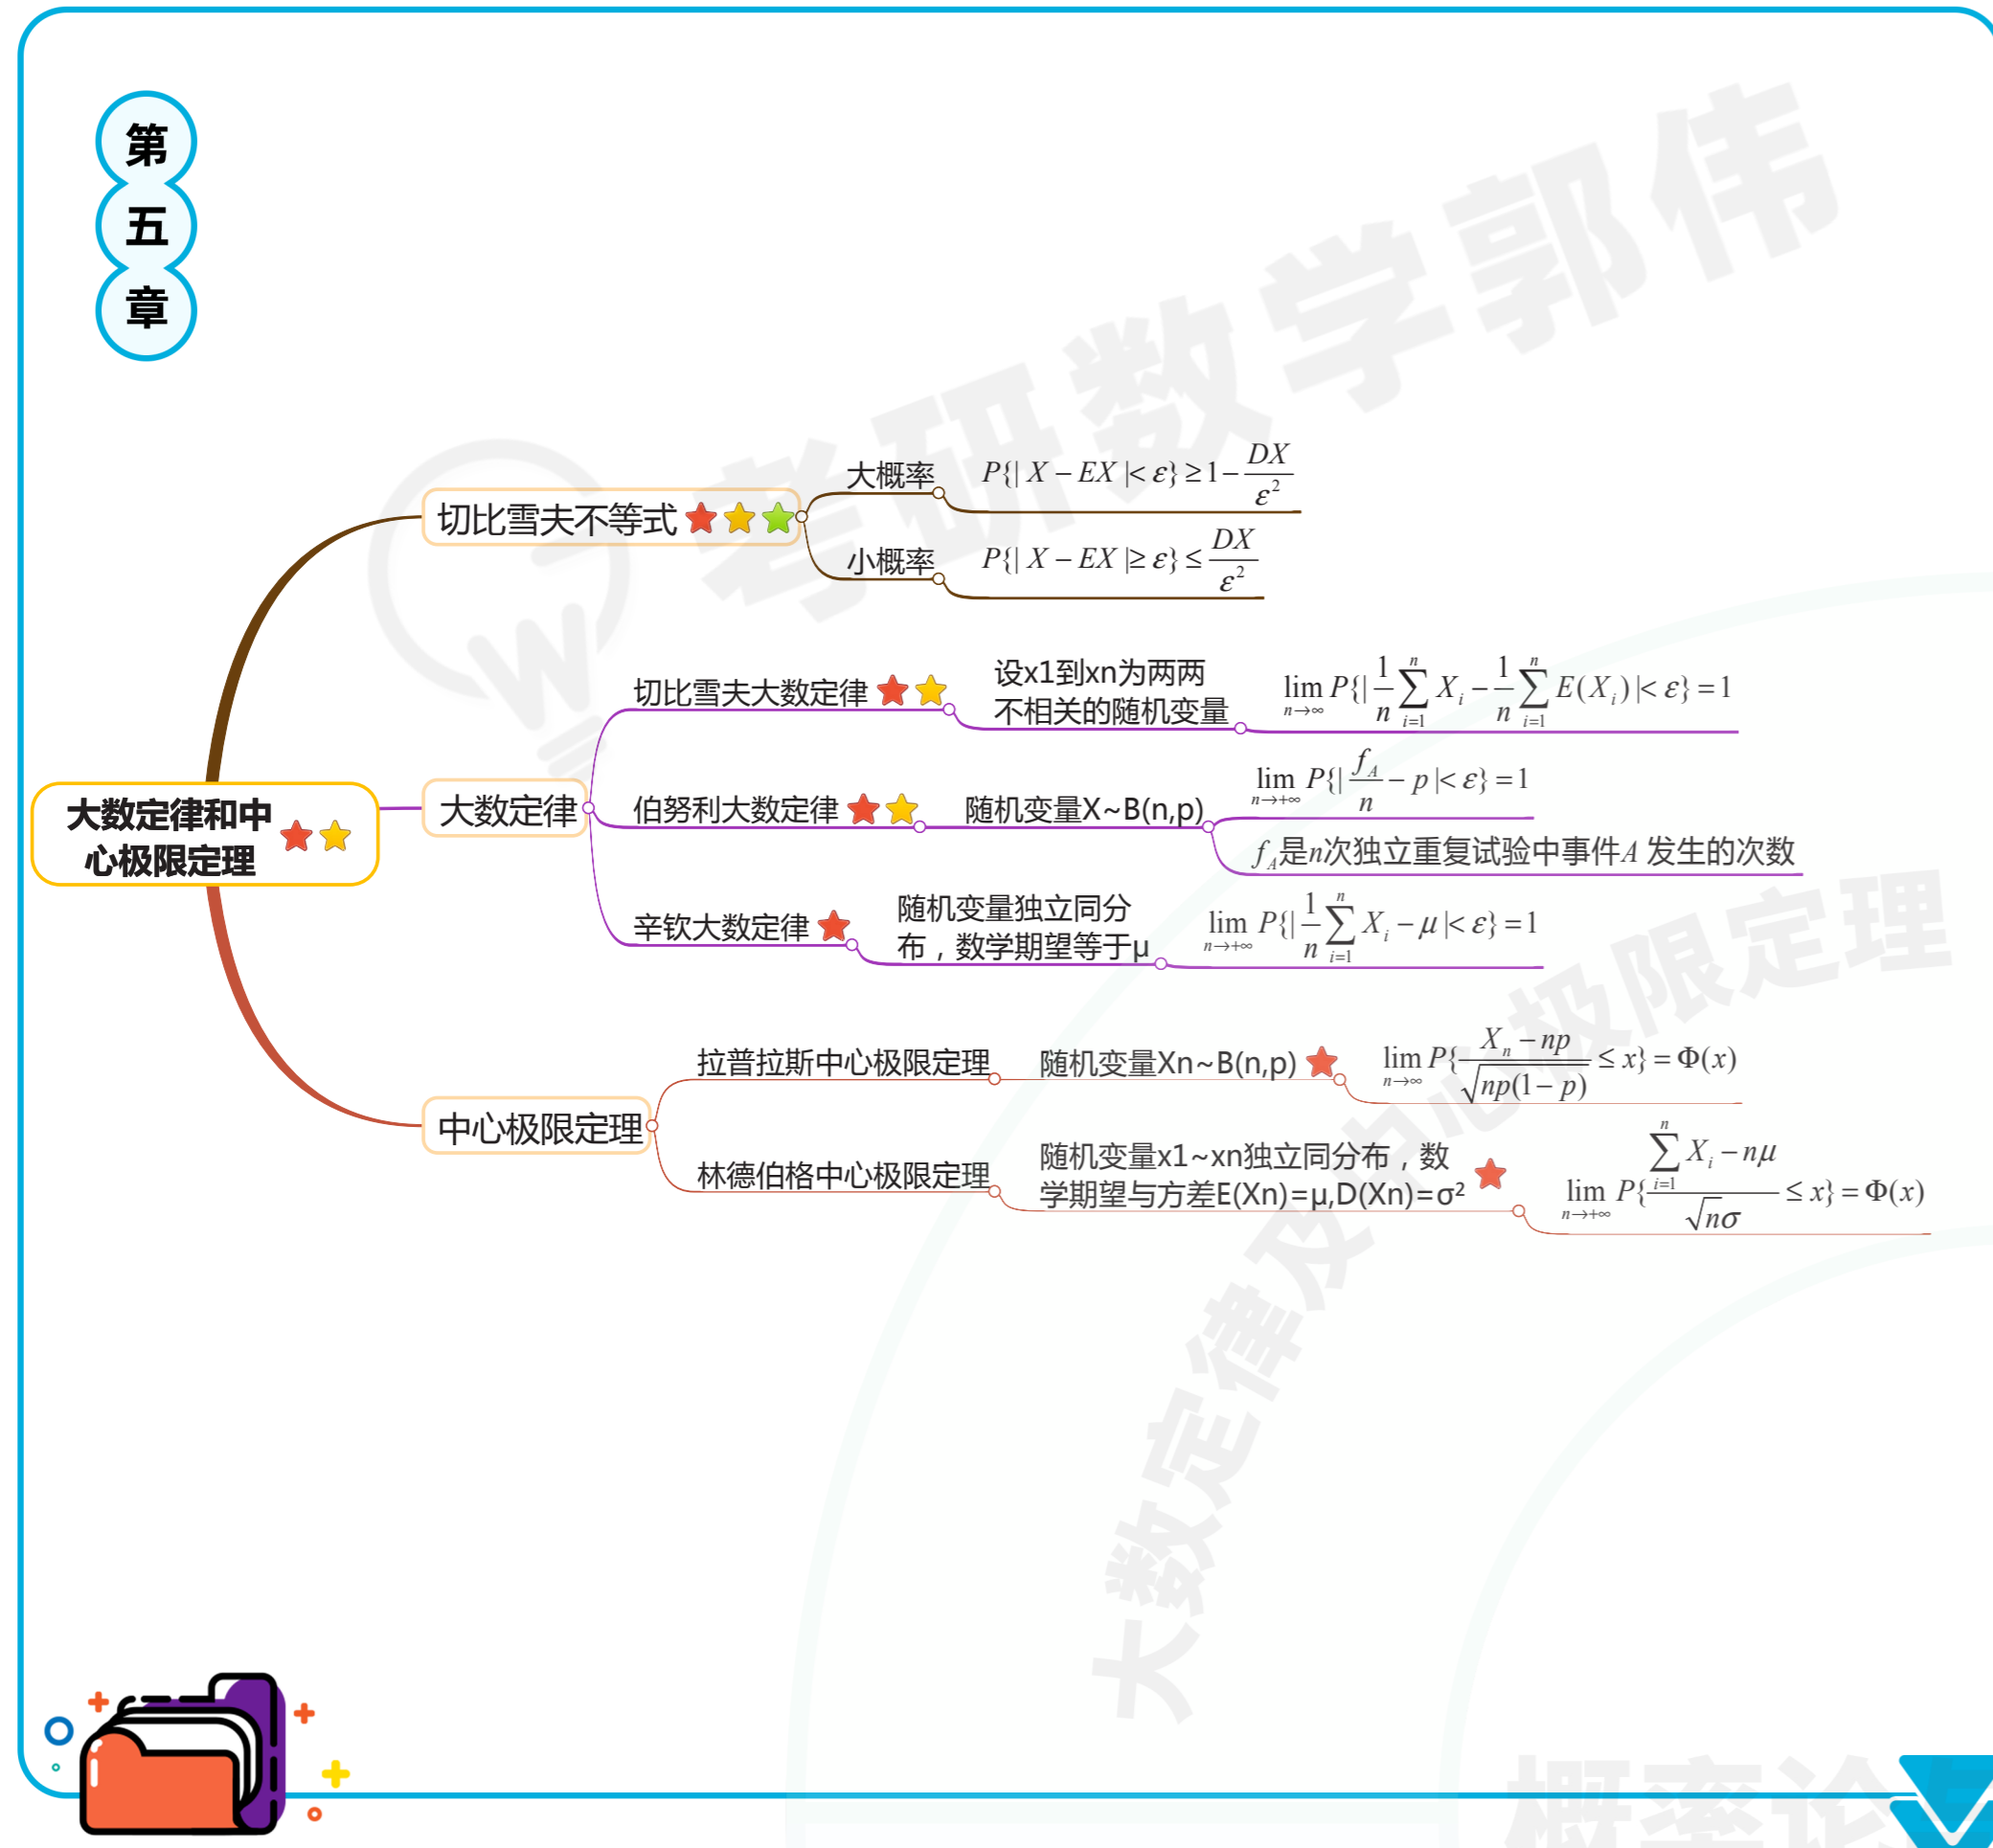 第
五
章
考研数学郭伟
切比雪夫不等式
大概率
P{| X − EX |< ε} ≥ 1 − DX/ε²
小概率
P{| X − EX |≥ ε} ≤ DX/ε²
大数定律和中
心极限定理
大数定律
切比雪夫大数定律
设x1到xn为两两
不相关的随机变量
lim n→∞ P{| 1/n ∑ i=1 n X_i − 1/n ∑ i=1 n E(X_i) |< ε} = 1
伯努利大数定律
随机变量X~B(n,p)
lim n→+∞ P{| f_A/n − p |< ε} = 1
f_A是n次独立重复试验中事件A 发生的次数
辛钦大数定律
随机变量独立同分
布，数学期望等于μ
lim n→+∞ P{| 1/n ∑ i=1 n X_i − μ |< ε} = 1
中心极限定理
拉普拉斯中心极限定理
随机变量Xn~B(n,p)
lim n→∞ P{ (X_n − np)/√(np(1 − p)) ≤ x} = Φ(x)
林德伯格中心极限定理
随机变量x1~xn独立同分布，数
学期望与方差E(Xn)=μ,D(Xn)=σ²
lim n→+∞ P{ (∑ i=1 n X_i − nμ)/(√nσ) ≤ x} = Φ(x)
大数定律及中心极限定理
概率论